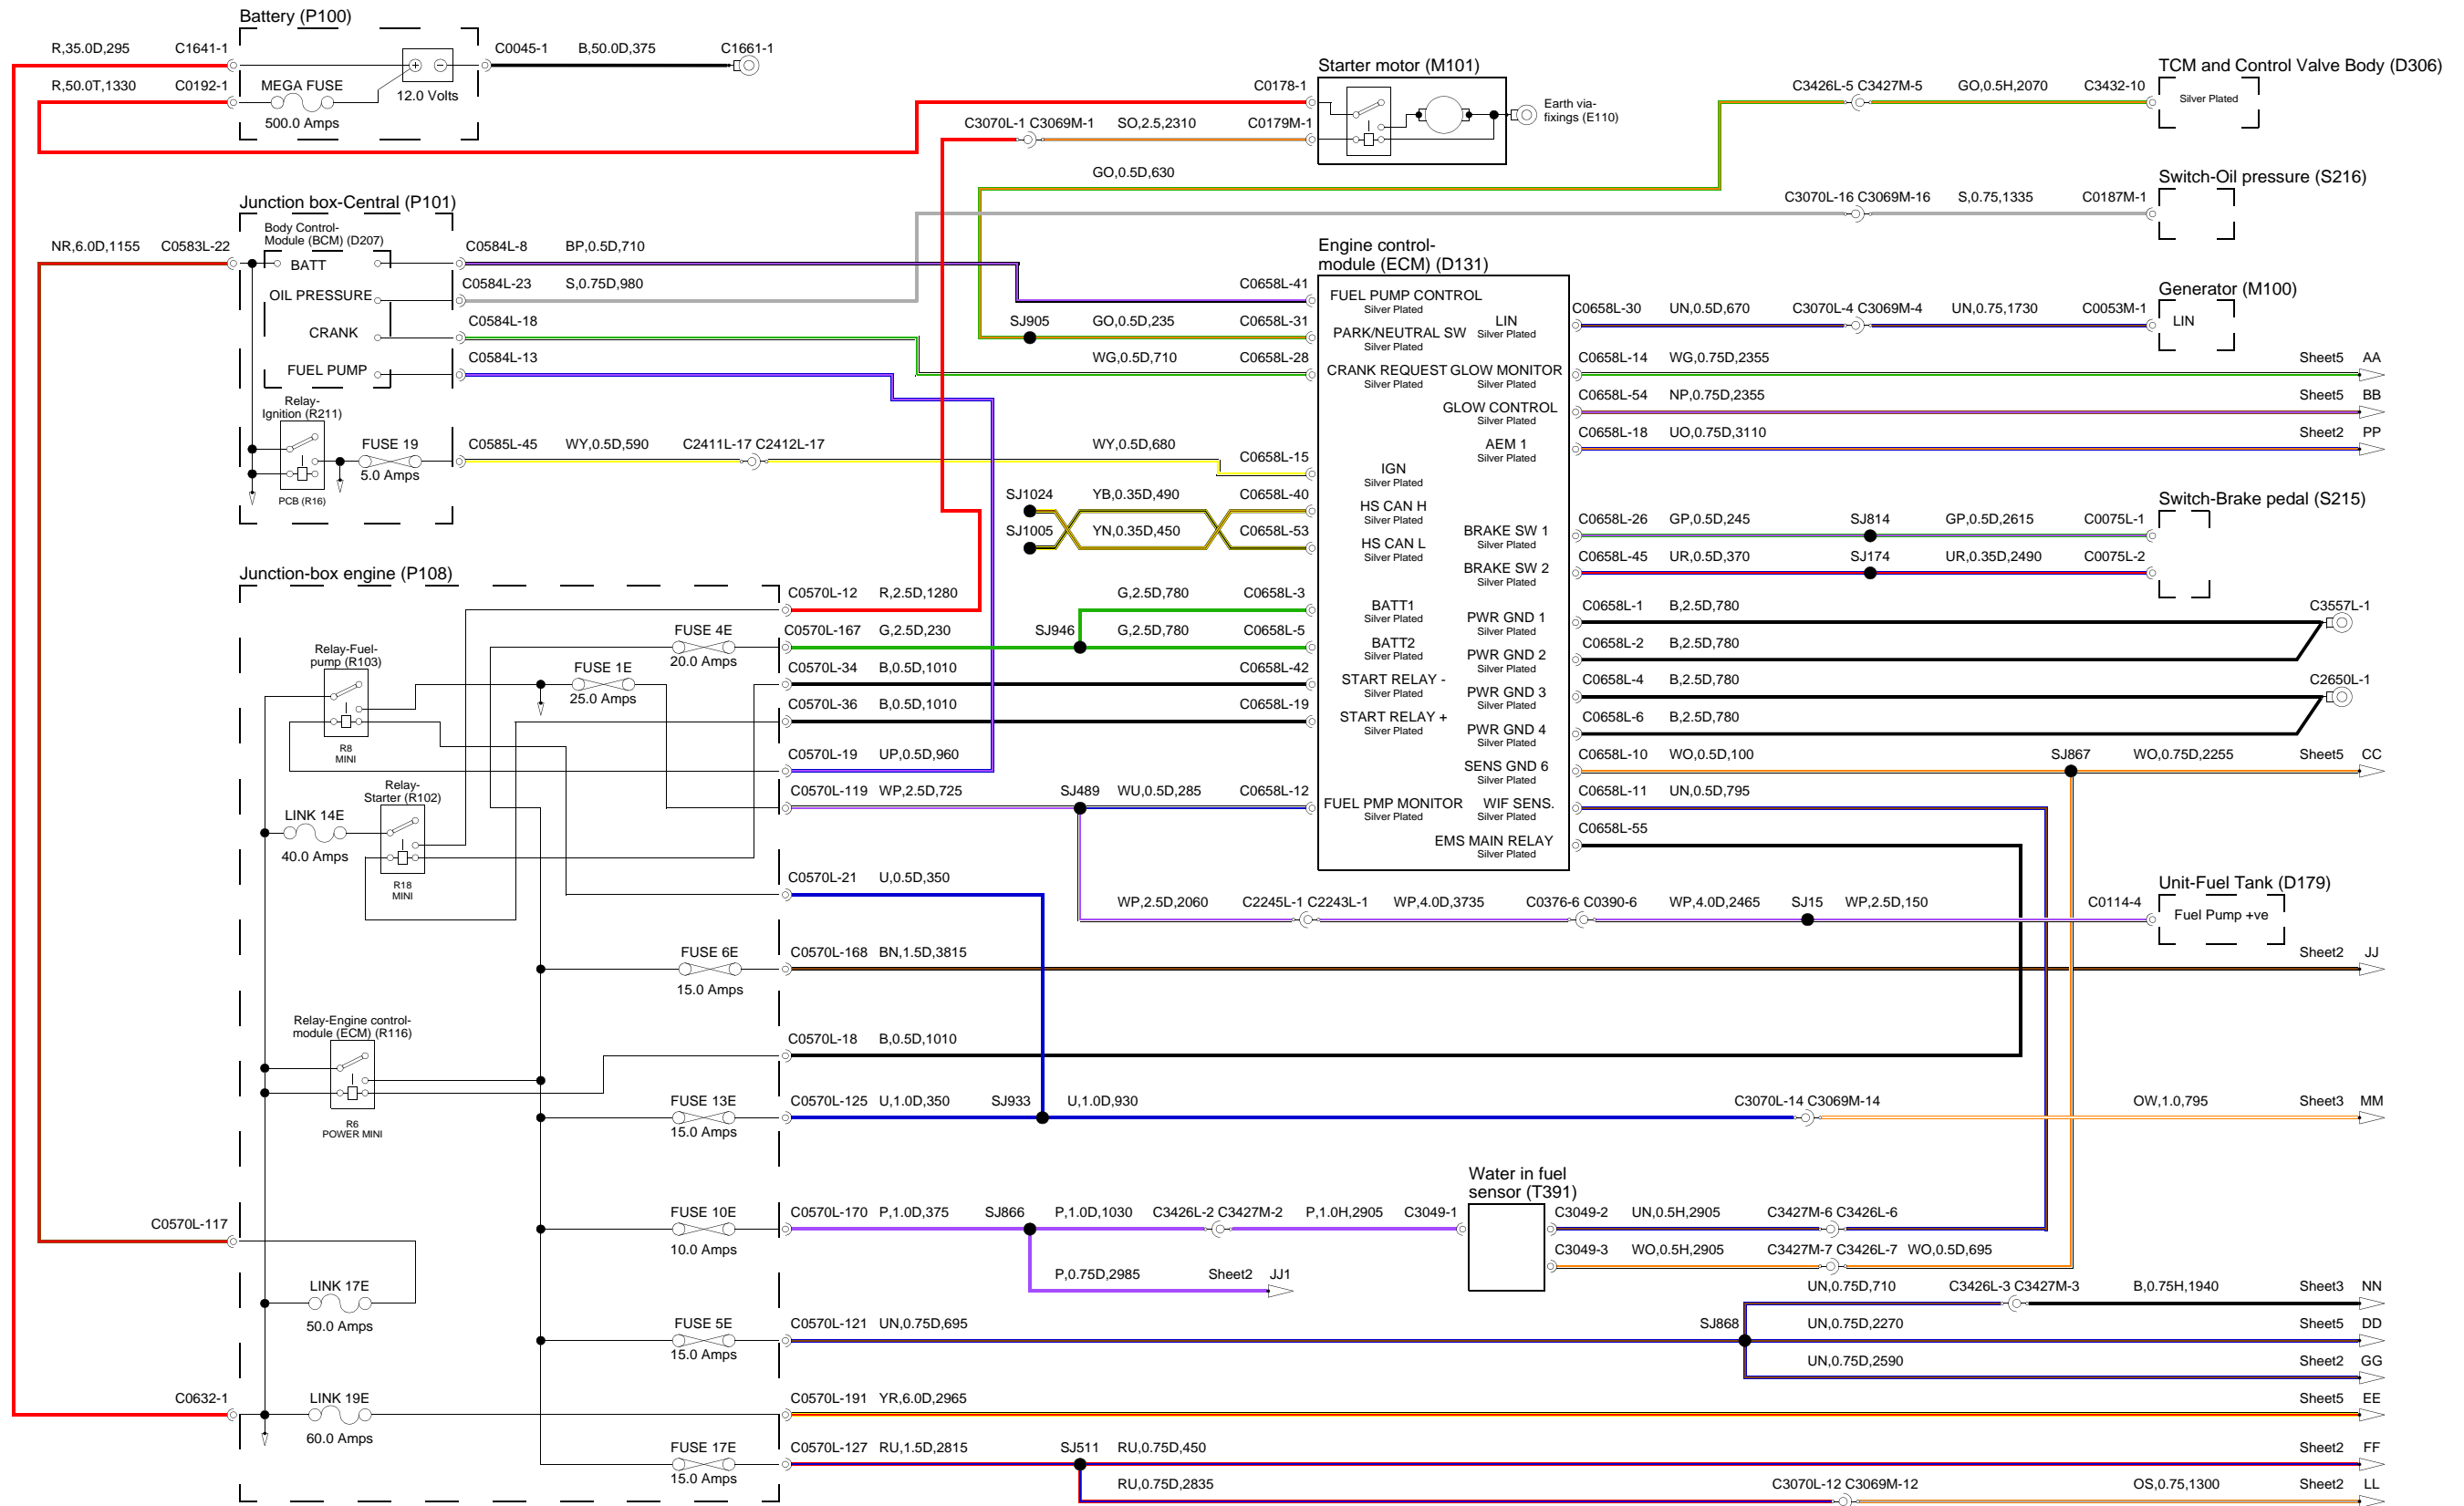 Battery (P100)
R,35.0D,295 C1641-1 C0045-1 B,50.0D,375 C1661-1
R,50.0T,1330 C0192-1 MEGA FUSE
12.0 Volts
500.0 Amps
Starter motor (M101)
C0178-1
C3070L-1 C3069M-1 SO,2.5,2310 C0179M-1
Earth via-
fixings (E110)
TCM and Control Valve Body (D306)
C3426L-5 C3427M-5 GO,0.5H,2070 C3432-10
Silver Plated
GO,0.5D,630
Switch-Oil pressure (S216)
C3070L-16 C3069M-16 S,0.75,1335 C0187M-1
Junction box-Central (P101)
Body Control-
Module (BCM) (D207)
NR,6.0D,1155 C0583L-22
BATT
C0584L-8 BP,0.5D,710
OIL PRESSURE
C0584L-23 S,0.75D,980
CRANK
C0584L-18
FUEL PUMP
C0584L-13
Relay-
Ignition (R211)
FUSE 19
5.0 Amps
PCB (R16)
C0585L-45 WY,0.5D,590 C2411L-17 C2412L-17 WY,0.5D,680 C0658L-15
Engine control-
module (ECM) (D131)
C0658L-41
FUEL PUMP CONTROL
Silver Plated
SJ905 GO,0.5D,235 C0658L-31
PARK/NEUTRAL SW
Silver Plated
LIN
Silver Plated
WG,0.5D,710 C0658L-28
CRANK REQUEST
Silver Plated
GLOW MONITOR
Silver Plated
GLOW CONTROL
Silver Plated
AEM 1
Silver Plated
IGN
Silver Plated
SJ1024 YB,0.35D,490 C0658L-40
HS CAN H
Silver Plated
SJ1005 YN,0.35D,450 C0658L-53
HS CAN L
Silver Plated
BRAKE SW 1
Silver Plated
BRAKE SW 2
Silver Plated
BATT1
Silver Plated
BATT2
Silver Plated
PWR GND 1
Silver Plated
PWR GND 2
Silver Plated
START RELAY -
Silver Plated
PWR GND 3
Silver Plated
START RELAY +
Silver Plated
PWR GND 4
Silver Plated
SENS GND 6
Silver Plated
FUEL PMP MONITOR
Silver Plated
WIF SENS.
Silver Plated
EMS MAIN RELAY
Silver Plated
Generator (M100)
C0658L-30 UN,0.5D,670 C3070L-4 C3069M-4 UN,0.75,1730 C0053M-1
LIN
C0658L-14 WG,0.75D,2355 Sheet5 AA
C0658L-54 NP,0.75D,2355 Sheet5 BB
C0658L-18 UO,0.75D,3110 Sheet2 PP
Switch-Brake pedal (S215)
C0658L-26 GP,0.5D,245 SJ814 GP,0.5D,2615 C0075L-1
C0658L-45 UR,0.5D,370 SJ174 UR,0.35D,2490 C0075L-2
C0658L-1 B,2.5D,780 C3557L-1
C0658L-2 B,2.5D,780
C0658L-4 B,2.5D,780 C2650L-1
C0658L-6 B,2.5D,780
C0658L-10 WO,0.5D,100 SJ867 WO,0.75D,2255 Sheet5 CC
C0658L-11 UN,0.5D,795
C0658L-55
Junction-box engine (P108)
C0570L-12 R,2.5D,1280 G,2.5D,780 C0658L-3
FUSE 4E
20.0 Amps
C0570L-167 G,2.5D,230 SJ946 G,2.5D,780 C0658L-5
Relay-Fuel-
pump (R103)
FUSE 1E
25.0 Amps
C0570L-34 B,0.5D,1010 C0658L-42
C0570L-36 B,0.5D,1010 C0658L-19
R8
MINI
C0570L-19 UP,0.5D,960
Relay-
Starter (R102)
C0570L-119 WP,2.5D,725 SJ489 WU,0.5D,285 C0658L-12
LINK 14E
40.0 Amps
R18
MINI
C0570L-21 U,0.5D,350
Unit-Fuel Tank (D179)
WP,2.5D,2060 C2245L-1 C2243L-1 WP,4.0D,3735 C0376-6 C0390-6 WP,4.0D,2465 SJ15 WP,2.5D,150 C0114-4
Fuel Pump +ve
FUSE 6E
15.0 Amps
C0570L-168 BN,1.5D,3815 Sheet2 JJ
Relay-Engine control-
module (ECM) (R116)
C0570L-18 B,0.5D,1010
R6
POWER MINI
FUSE 13E
15.0 Amps
C0570L-125 U,1.0D,350 SJ933 U,1.0D,930 C3070L-14 C3069M-14 OW,1.0,795 Sheet3 MM
Water in fuel
sensor (T391)
FUSE 10E
10.0 Amps
C0570L-170 P,1.0D,375 SJ866 P,1.0D,1030 C3426L-2 C3427M-2 P,1.0H,2905 C3049-1
C3049-2 UN,0.5H,2905 C3427M-6 C3426L-6
C3049-3 WO,0.5H,2905 C3427M-7 C3426L-7 WO,0.5D,695
P,0.75D,2985 Sheet2 JJ1
C0570L-117
LINK 17E
50.0 Amps
UN,0.75D,710 C3426L-3 C3427M-3 B,0.75H,1940 Sheet3 NN
FUSE 5E
15.0 Amps
C0570L-121 UN,0.75D,695 SJ868 UN,0.75D,2270 Sheet5 DD
UN,0.75D,2590 Sheet2 GG
C0632-1 LINK 19E
60.0 Amps
C0570L-191 YR,6.0D,2965 Sheet5 EE
FUSE 17E
15.0 Amps
C0570L-127 RU,1.5D,2815 SJ511 RU,0.75D,450 Sheet2 FF
RU,0.75D,2835 C3070L-12 C3069M-12 OS,0.75,1300 Sheet2 LL